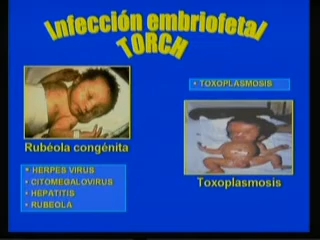 Infección embriofetal
TORCH
• TOXOPLASMOSIS
Rubéola congénita
• HERPES VIRUS
• CITOMEGALOVIRUS
• HEPATITIS
• RUBEOLA
Toxoplasmosis